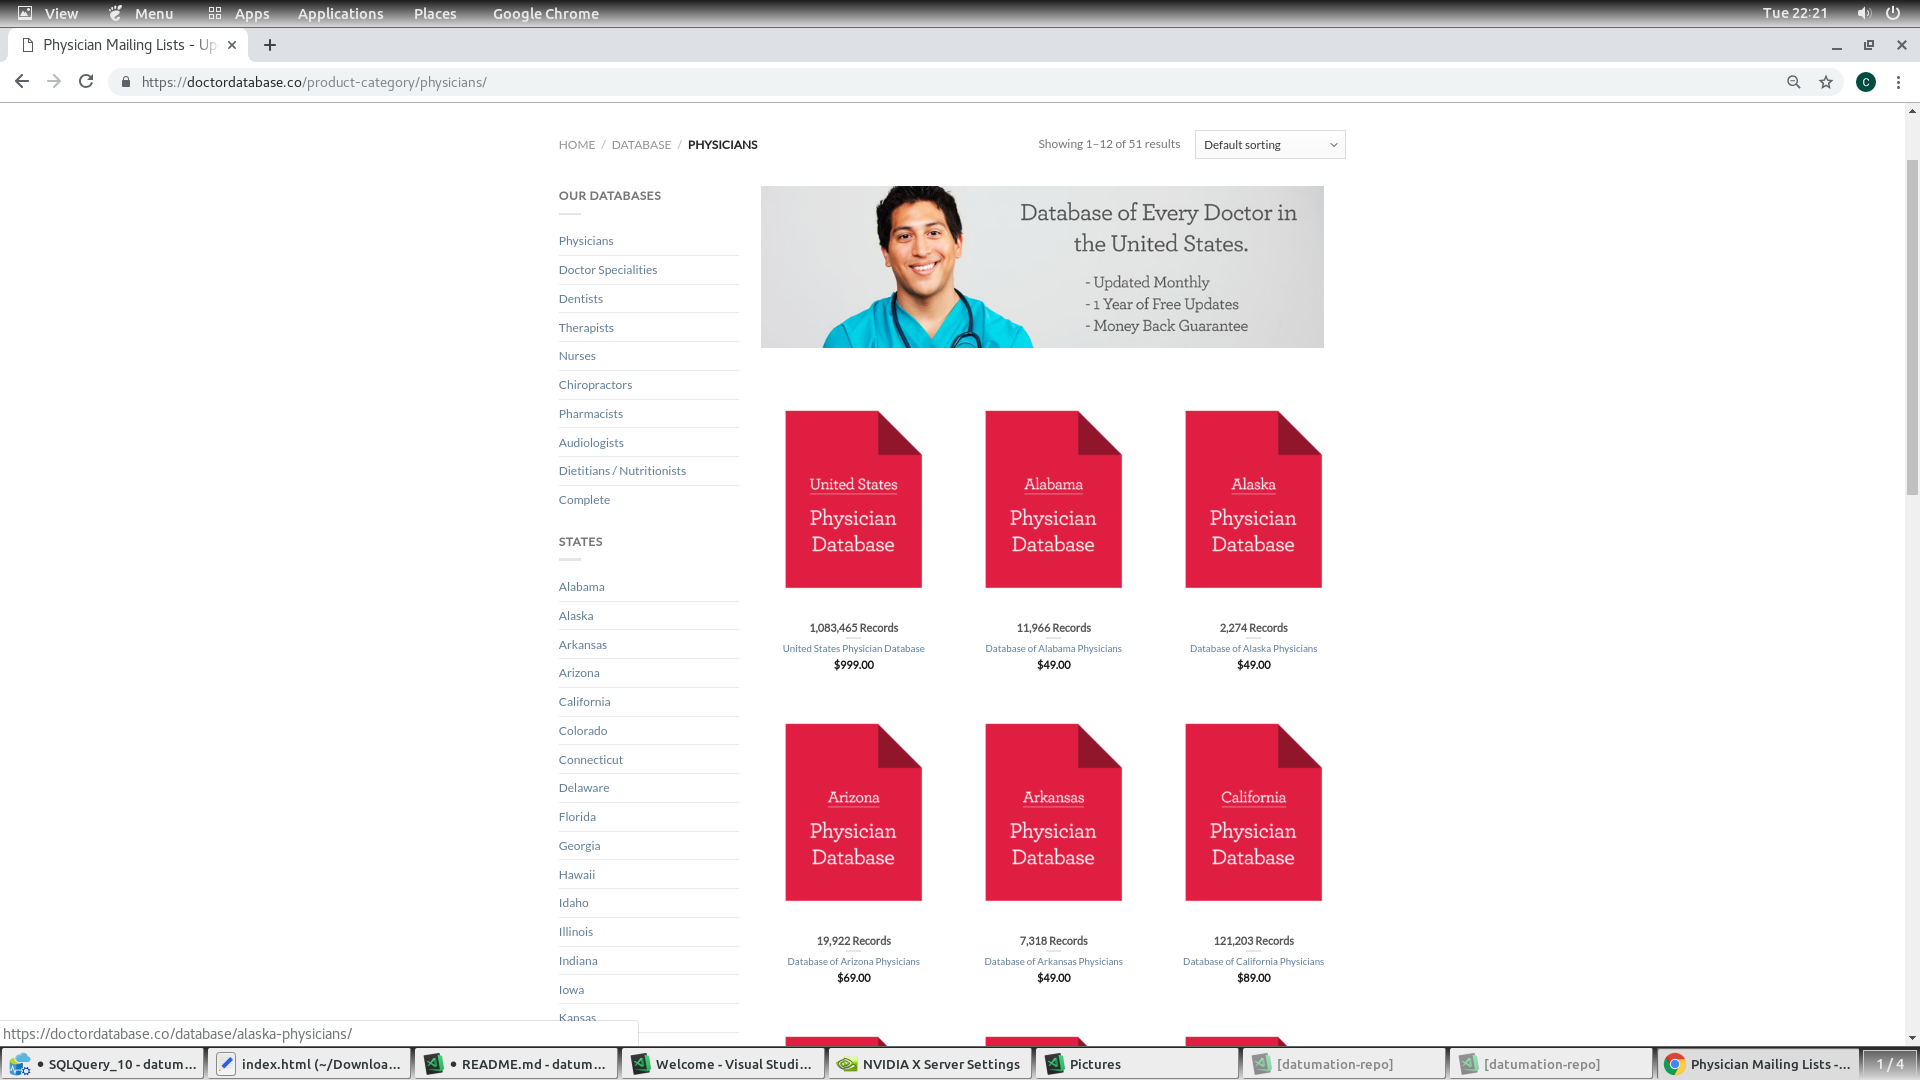 View Menu Apps Applications Places Google Chrome Tue 22:21
Physician Mailing Lists - Up
https://doctordatabase.co/product-category/physicians/ C
HOME / DATABASE / PHYSICIANS
Showing 1–12 of 51 results Default sorting
OUR DATABASES
Physicians
Doctor Specialities
Dentists
Therapists
Nurses
Chiropractors
Pharmacists
Audiologists
Dietitians / Nutritionists
Complete
STATES
Alabama
Alaska
Arkansas
Arizona
California
Colorado
Connecticut
Delaware
Florida
Georgia
Hawaii
Idaho
Illinois
Indiana
Iowa
Kansas
Database of Every Doctor in
the United States.
- Updated Monthly
- 1 Year of Free Updates
- Money Back Guarantee
United States
Physician
Database
1,083,465 Records
United States Physician Database
$999.00
Alabama
Physician
Database
11,966 Records
Database of Alabama Physicians
$49.00
Alaska
Physician
Database
2,274 Records
Database of Alaska Physicians
$49.00
Arizona
Physician
Database
19,922 Records
Database of Arizona Physicians
$69.00
Arkansas
Physician
Database
7,318 Records
Database of Arkansas Physicians
$49.00
California
Physician
Database
121,203 Records
Database of California Physicians
$89.00
https://doctordatabase.co/database/alaska-physicians/
• SQLQuery_10 - datum... index.html (~/Downloa... • README.md - datum... Welcome - Visual Studi... NVIDIA X Server Settings Pictures [datumation-repo] [datumation-repo] Physician Mailing Lists -... 1 / 4